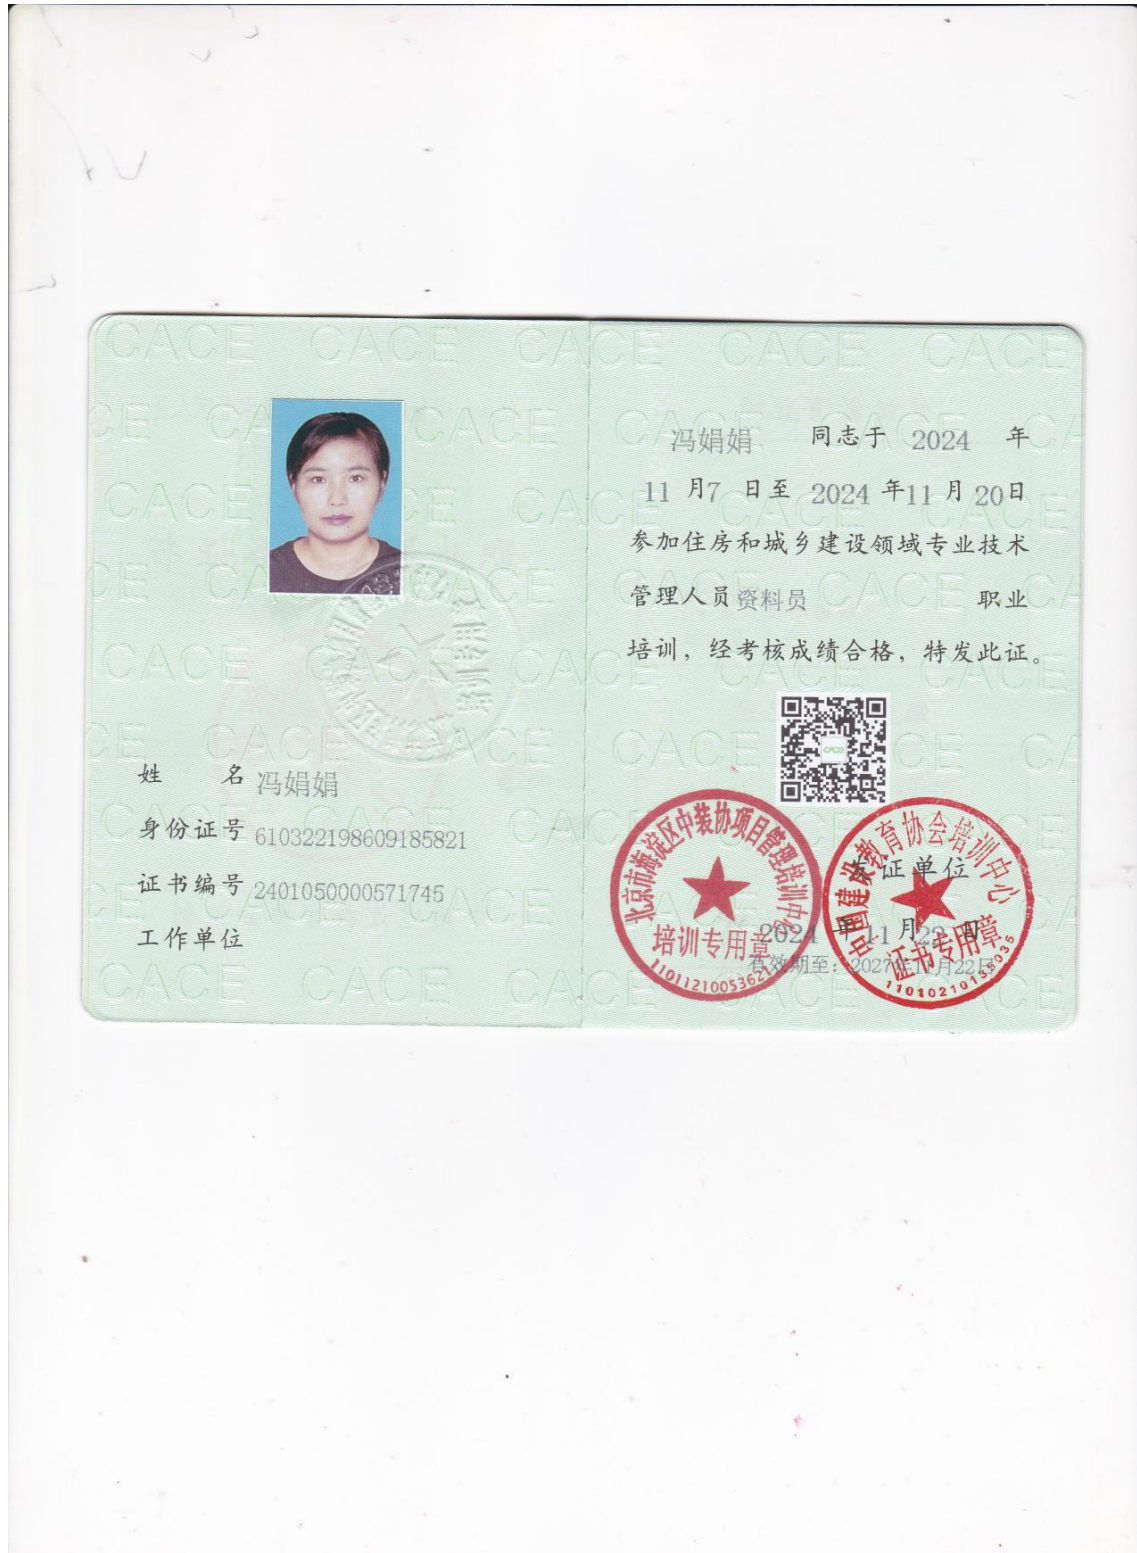 姓 名 冯娟娟
身份证号 610322198609185821
证书编号 2401050000571745
工作单位
冯娟娟 同志于 2024 年
11 月7 日至 2024 年11 月 20日
参加住房和城乡建设领域专业技术
管理人员资料员 职业
培训，经考核成绩合格，特发此证。
发证单位
2024 年 11 月 22 日
有效期至：2027年11月22日
北京市海淀区中装协项目管理培训中心
培训专用章
1101121005362
中国建设教育协会培训中心
证书专用章
11010210135035
CACE